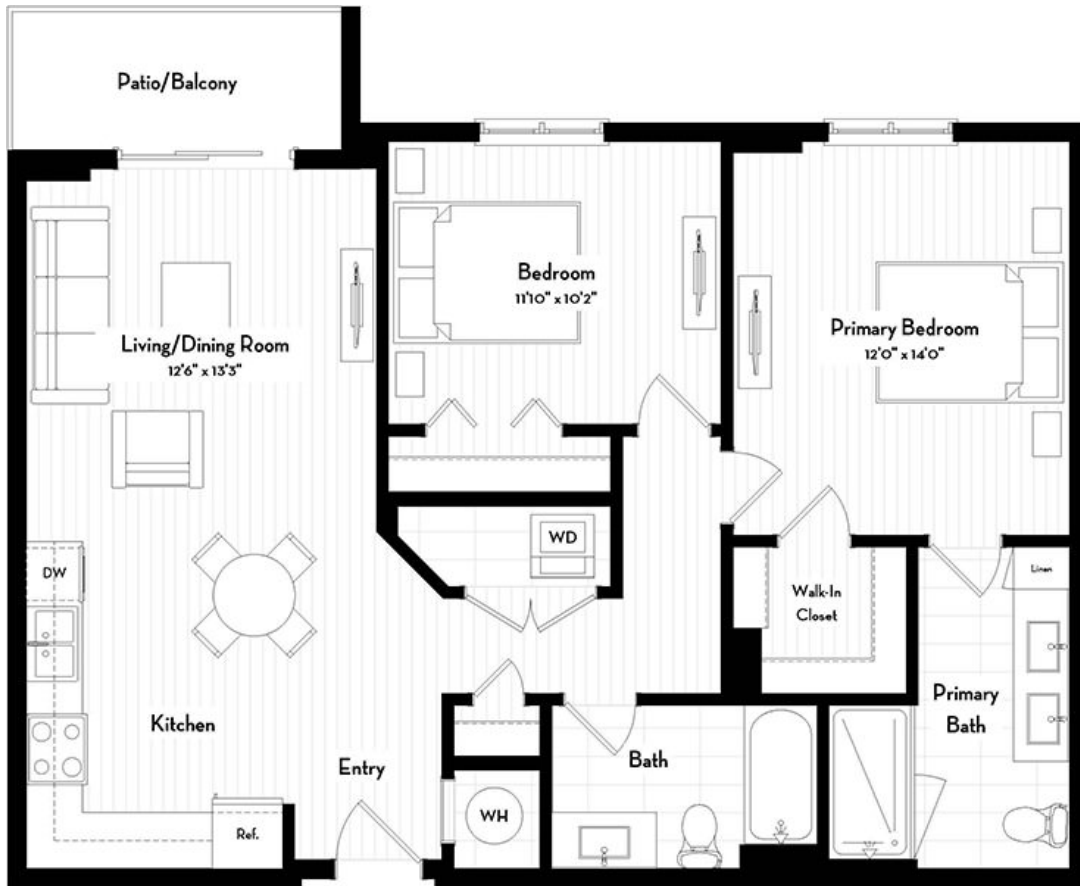 Patio/Balcony
Bedroom
11'10" x 10'2"
Primary Bedroom
12'0" x 14'0"
Living/Dining Room
12'6" x 13'3"
WD
DW
Linen
Walk-In
Closet
Primary
Bath
Kitchen
Entry
Bath
WH
Ref.